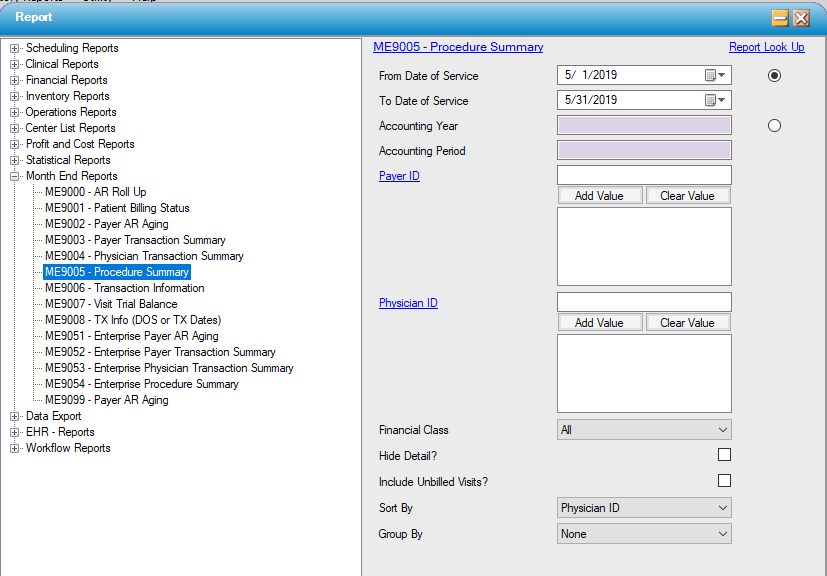 Report
Scheduling Reports
Clinical Reports
Financial Reports
Inventory Reports
Operations Reports
Center List Reports
Profit and Cost Reports
Statistical Reports
Month End Reports
ME9000 - AR Roll Up
ME9001 - Patient Billing Status
ME9002 - Payer AR Aging
ME9003 - Payer Transaction Summary
ME9004 - Physician Transaction Summary
ME9005 - Procedure Summary
ME9006 - Transaction Information
ME9007 - Visit Trial Balance
ME9008 - TX Info (DOS or TX Dates)
ME9051 - Enterprise Payer AR Aging
ME9052 - Enterprise Payer Transaction Summary
ME9053 - Enterprise Physician Transaction Summary
ME9054 - Enterprise Procedure Summary
ME9099 - Payer AR Aging
Data Export
EHR - Reports
Workflow Reports
ME9005 - Procedure Summary Report Look Up
From Date of Service 5/ 1/2019
To Date of Service 5/31/2019
Accounting Year
Accounting Period
Payer ID
Add Value Clear Value
Physician ID
Add Value Clear Value
Financial Class All
Hide Detail?
Include Unbilled Visits?
Sort By Physician ID
Group By None